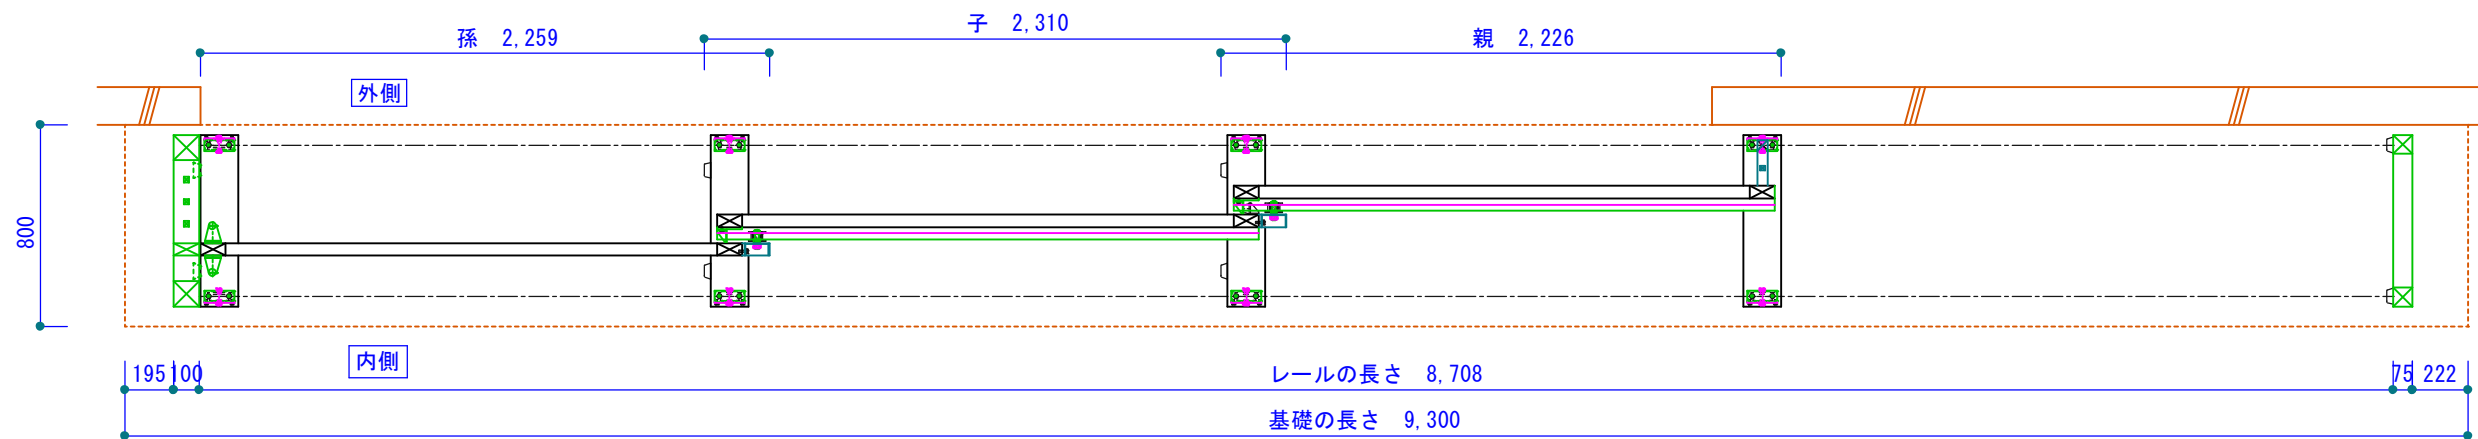 子 2,310
孫 2,259
親 2,226
外側
800
内側
195
100
レールの長さ 8,708
75
222
基礎の長さ 9,300